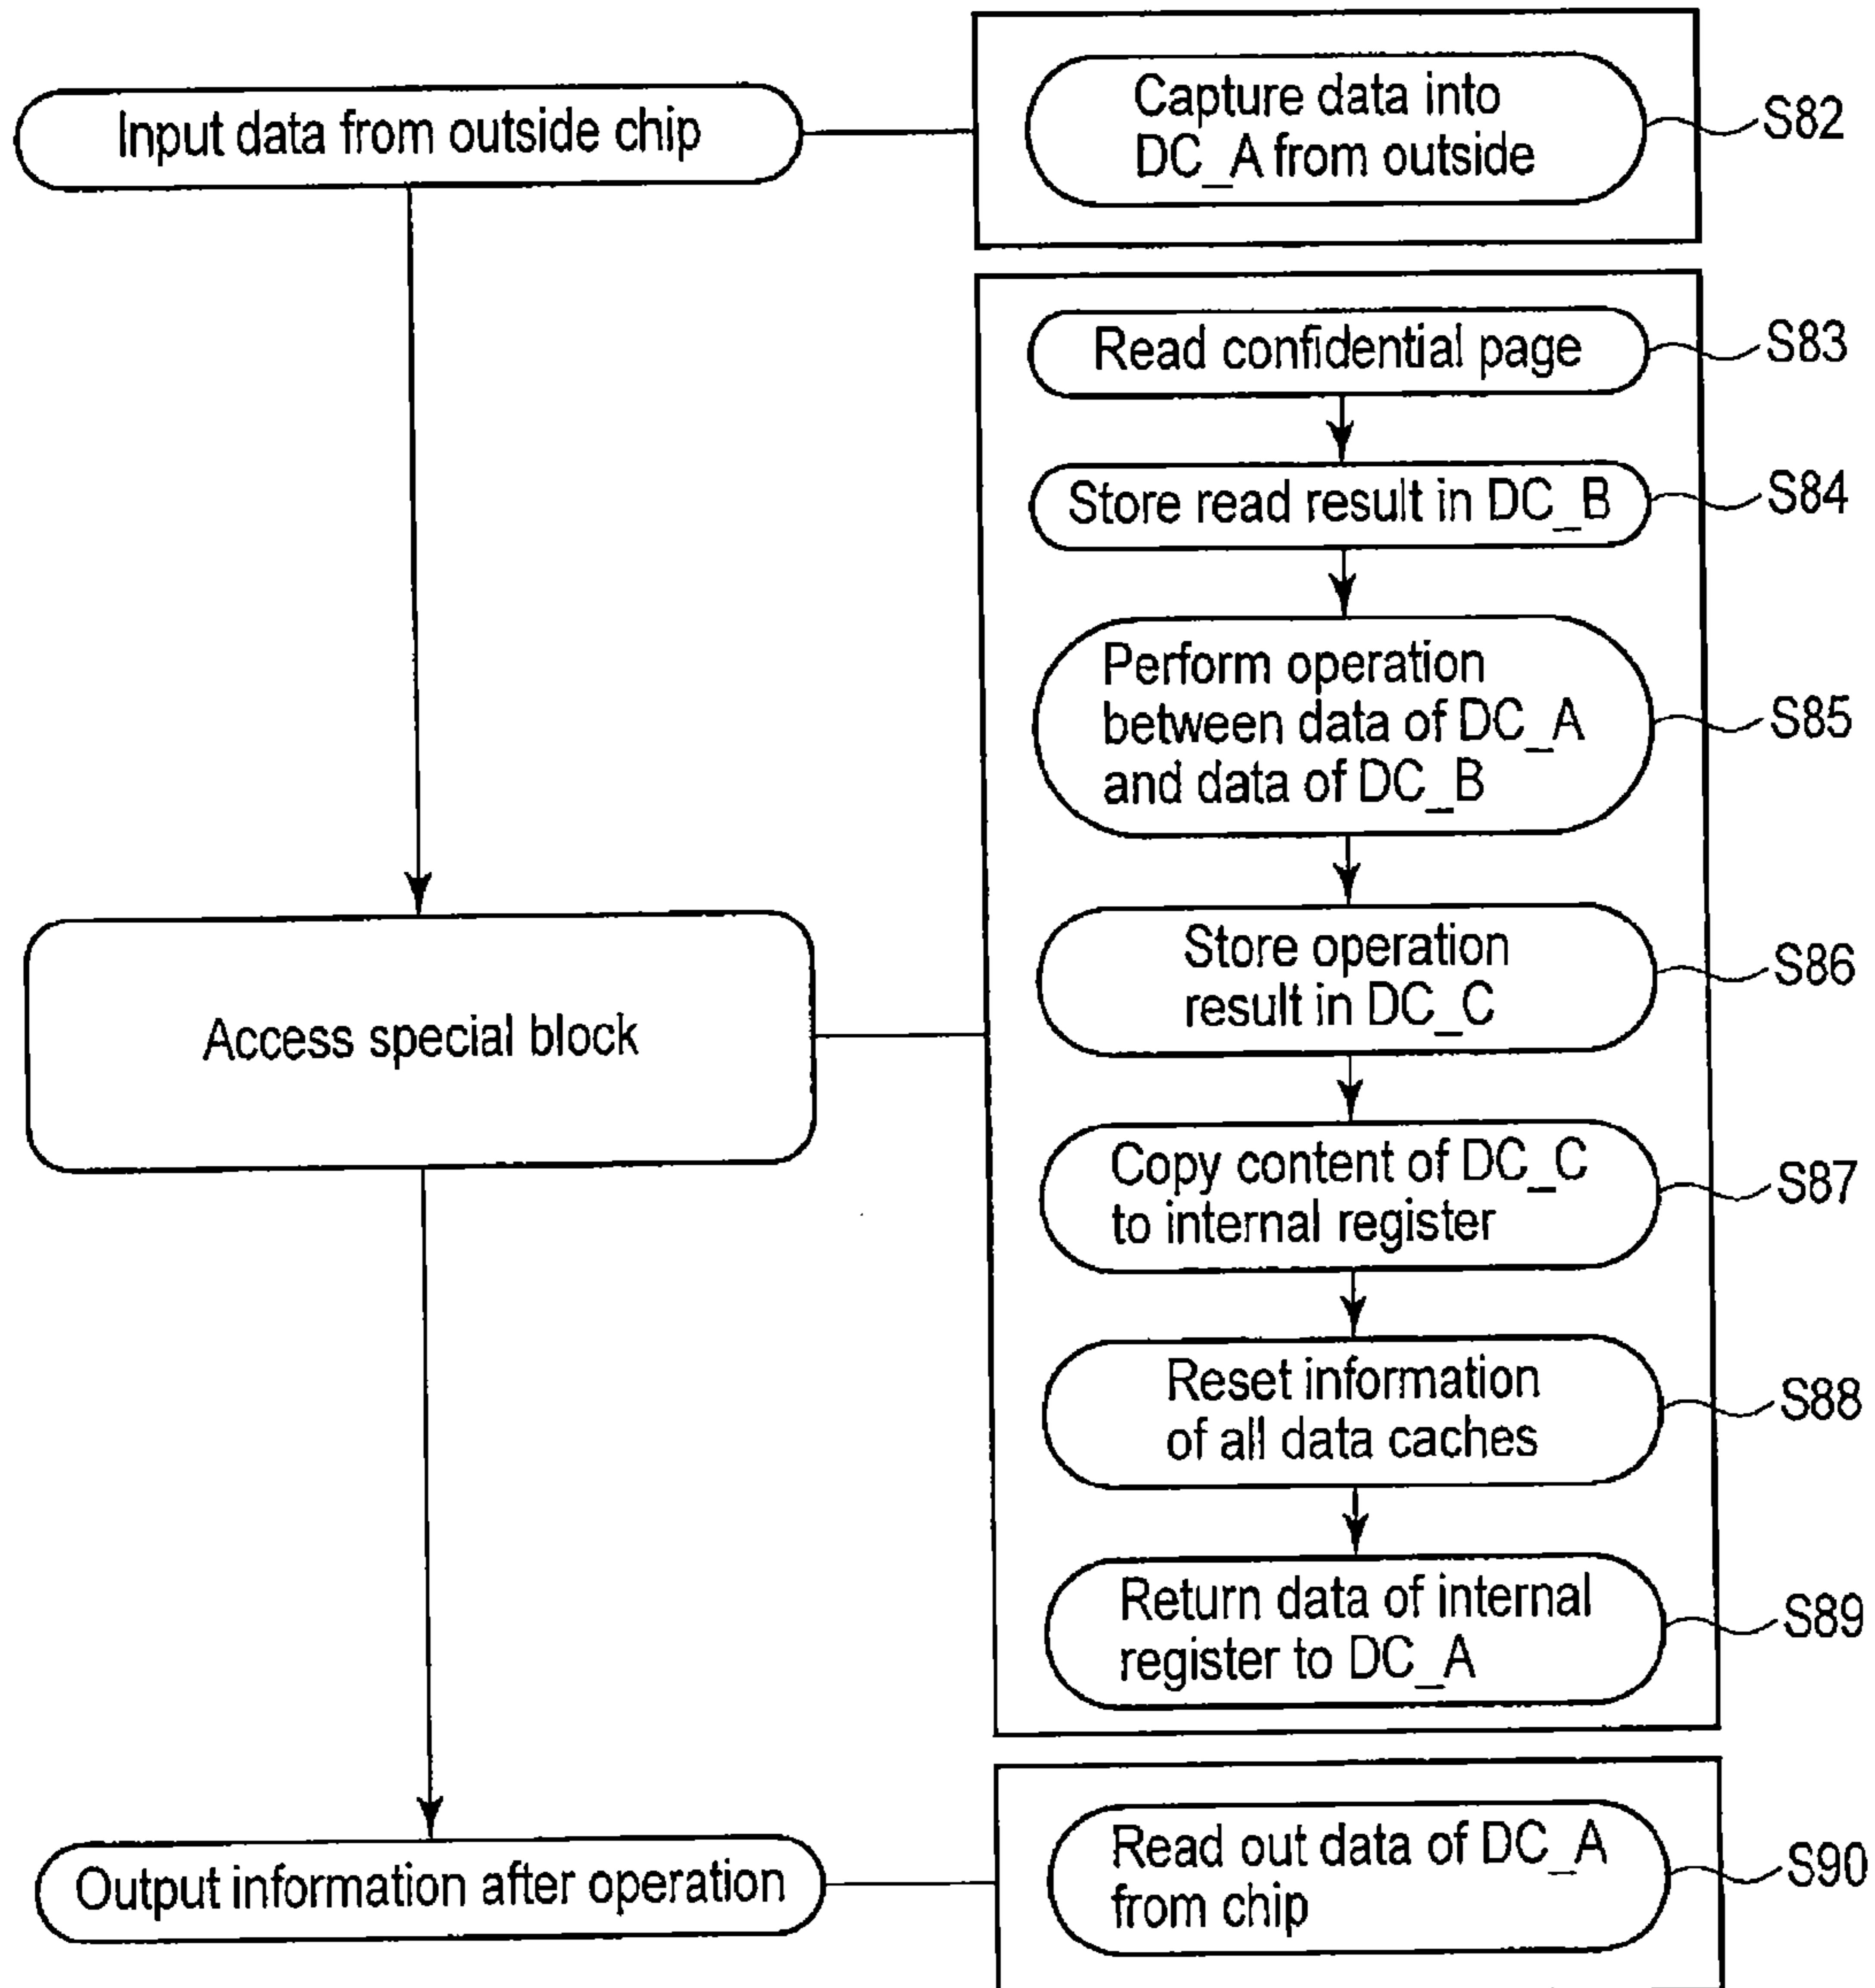 Input data from outside chip
Capture data into
DC_A from outside
S82
Read confidential page
S83
Store read result in DC_B
S84
Perform operation
between data of DC_A
and data of DC_B
S85
Access special block
Store operation
result in DC_C
S86
Copy content of DC_C
to internal register
S87
Reset information
of all data caches
S88
Return data of internal
register to DC_A
S89
Output information after operation
Read out data of DC_A
from chip
S90